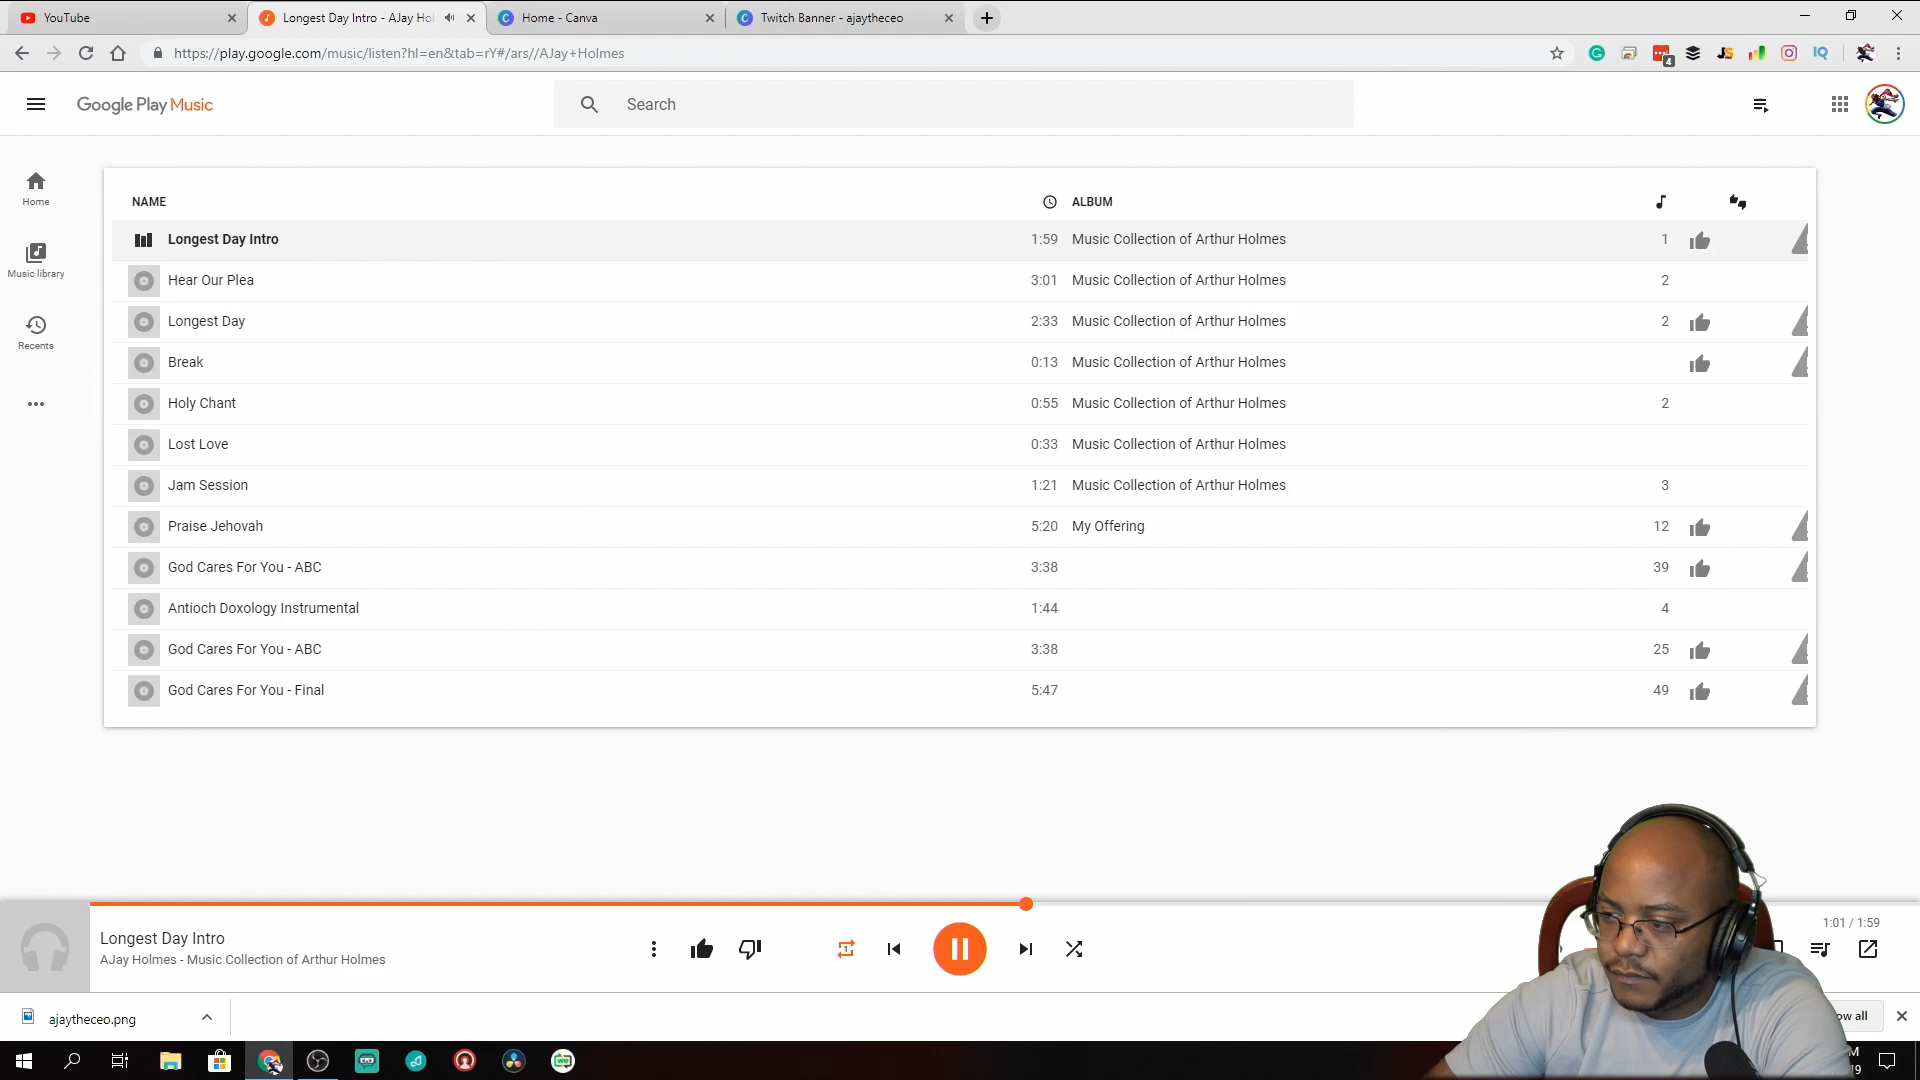 YouTube
Longest Day Intro - AJay Hol
Home - Canva
Twitch Banner - ajaytheceo
https://play.google.com/music/listen?hl=en&tab=rY#/ars//AJay+Holmes
4
Google Play Music
Search
Home
Music library
Recents
NAME ALBUM
Longest Day Intro 1:59 Music Collection of Arthur Holmes 1
Hear Our Plea 3:01 Music Collection of Arthur Holmes 2
Longest Day 2:33 Music Collection of Arthur Holmes 2
Break 0:13 Music Collection of Arthur Holmes
Holy Chant 0:55 Music Collection of Arthur Holmes 2
Lost Love 0:33 Music Collection of Arthur Holmes
Jam Session 1:21 Music Collection of Arthur Holmes 3
Praise Jehovah 5:20 My Offering 12
God Cares For You - ABC 3:38 39
Antioch Doxology Instrumental 1:44 4
God Cares For You - ABC 3:38 25
God Cares For You - Final 5:47 49
1:01 / 1:59
Longest Day Intro
AJay Holmes - Music Collection of Arthur Holmes
ajaytheceo.png
ow all